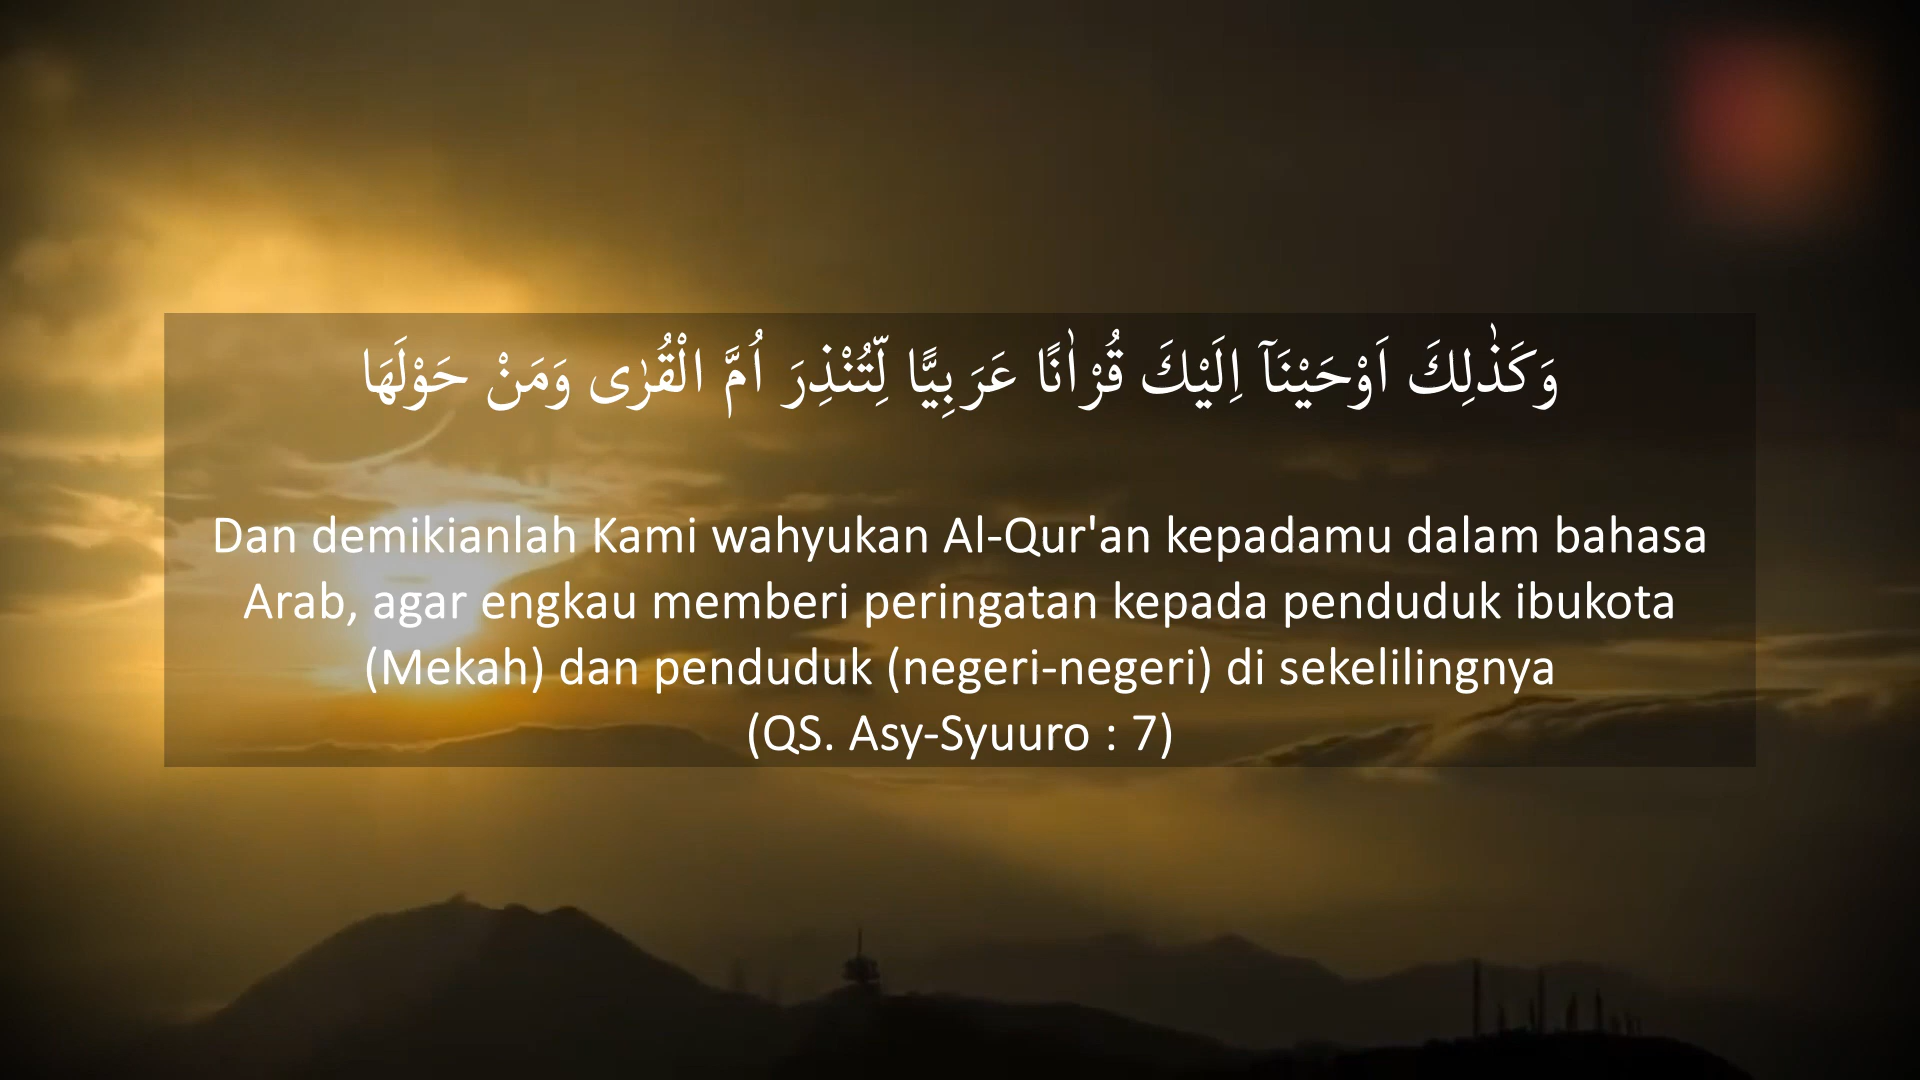 وَكَذٰلِكَ اَوْحَيْنَآ اِلَيْكَ قُرْاٰنًا عَرَبِيًّا لِّتُنْذِرَ اُمَّ الْقُرٰى وَمَنْ حَوْلَهَا
Dan demikianlah Kami wahyukan Al-Qur'an kepadamu dalam bahasa
Arab, agar engkau memberi peringatan kepada penduduk ibukota
(Mekah) dan penduduk (negeri-negeri) di sekelilingnya
(QS. Asy-Syuuro : 7)